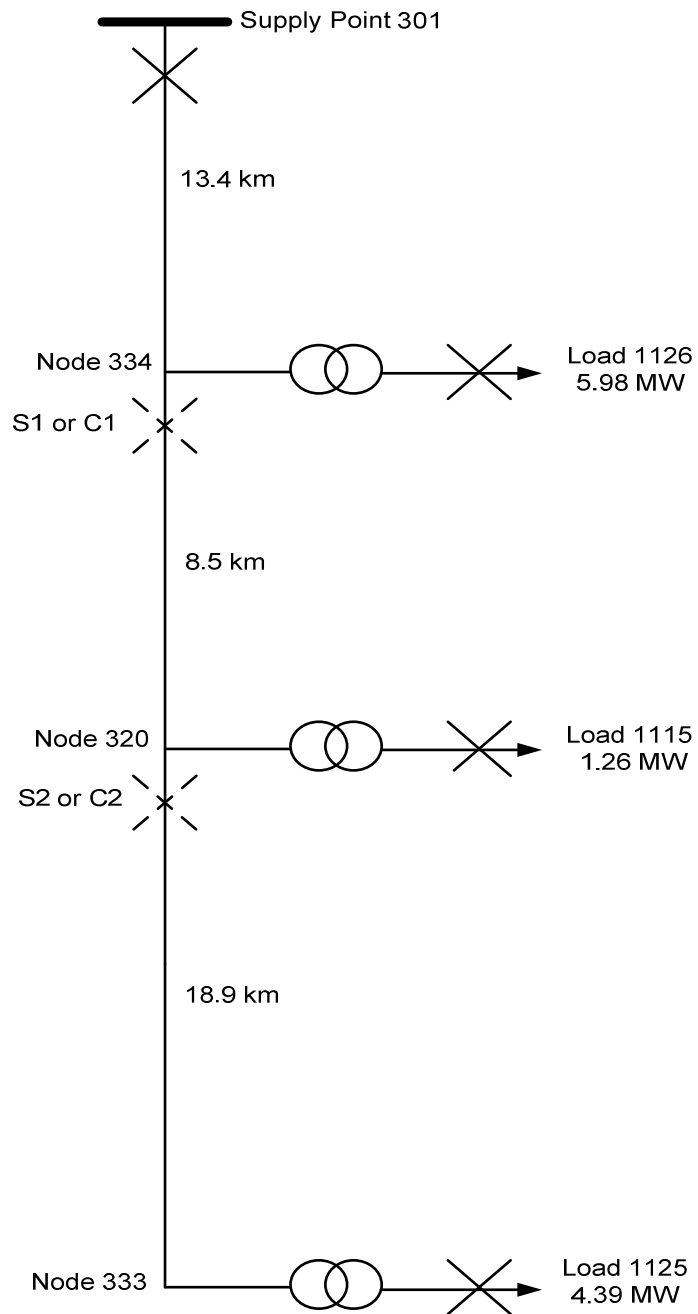 Supply Point 301
13.4 km
Node 334
Load 1126
5.98 MW
S1 or C1
8.5 km
Node 320
Load 1115
1.26 MW
S2 or C2
18.9 km
Node 333
Load 1125
4.39 MW